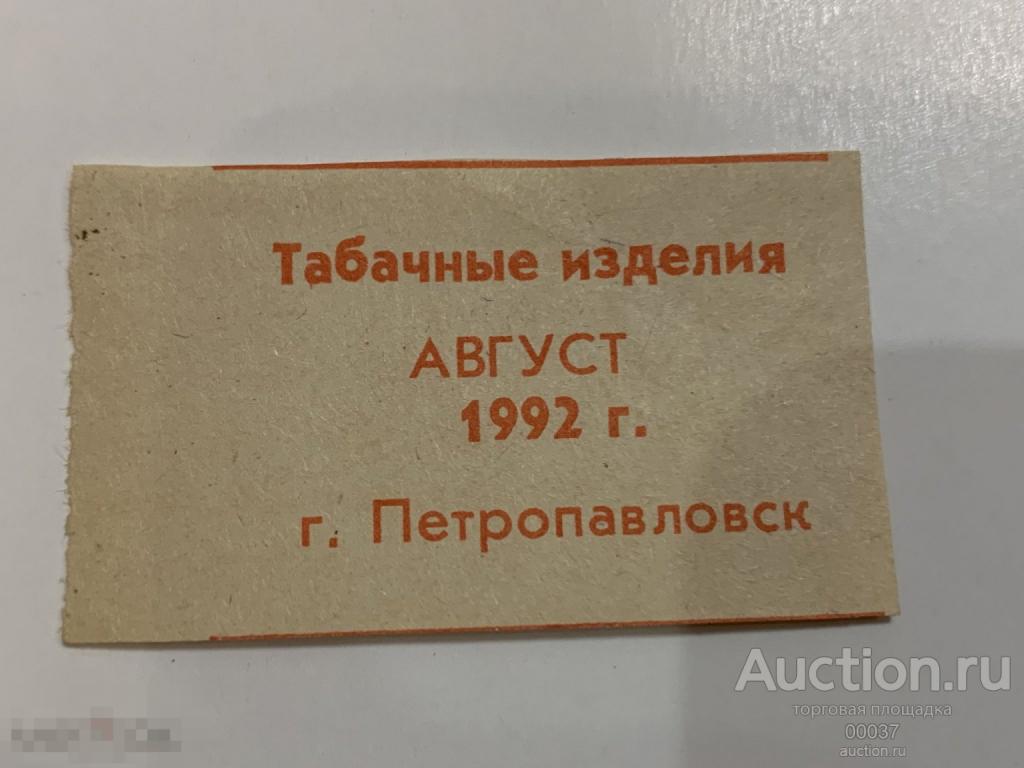 Табачные изделия
АВГУСТ
1992 г.
г. Петропавловск
Auction.ru
торговая площадка
00037
auction.ru